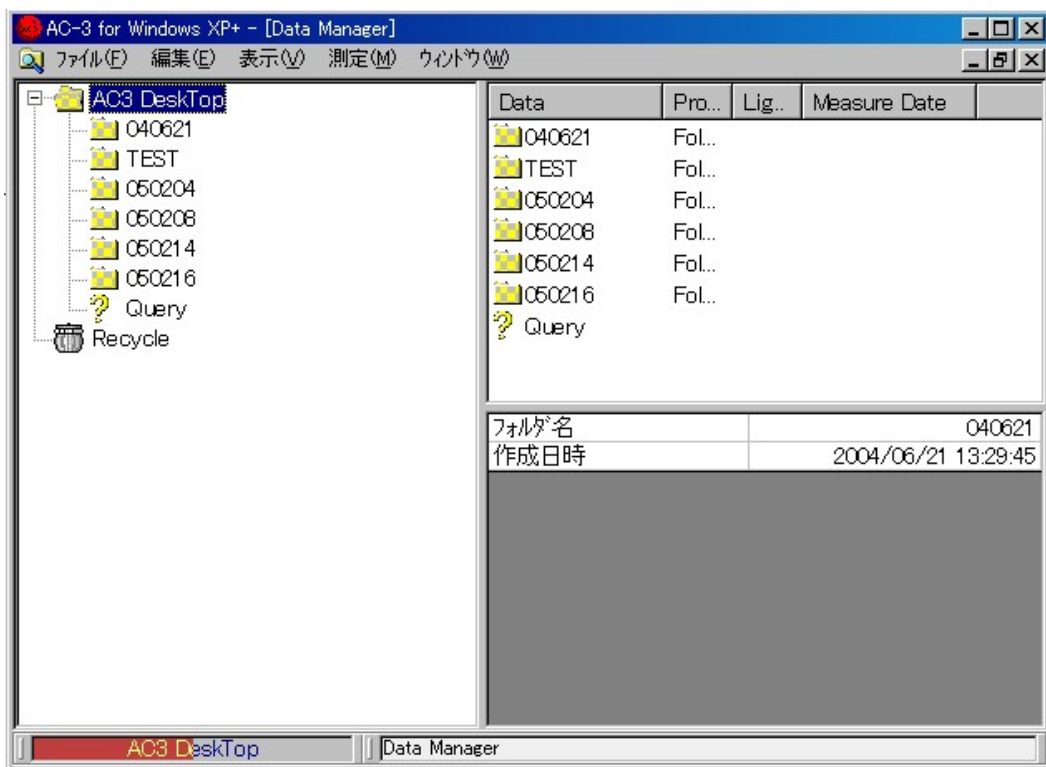 AC-3 for Windows XP+ - [Data Manager]
ファイル(F) 編集(E) 表示(V) 測定(M) ウィンドウ(W)
AC3 DeskTop
040621
TEST
050204
050208
050214
050216
Query
Recycle
Data Pro... Lig.. Measure Date
040621 Fol...
TEST Fol...
050204 Fol...
050208 Fol...
050214 Fol...
050216 Fol...
Query
フォルダ名 040621
作成日時 2004/06/21 13:29:45
AC3 DeskTop Data Manager